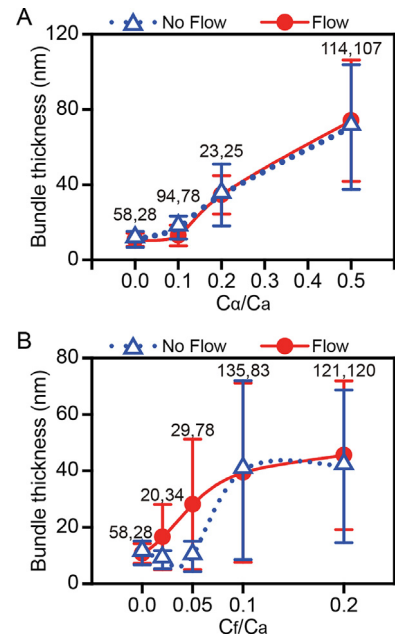 A
No Flow
Flow
Bundle thickness (nm)
120
80
40
0
58,28
94,78
23,25
114,107
0.0 0.1 0.2 0.3 0.4 0.5
Cα/Ca
B
No Flow
Flow
Bundle thickness (nm)
80
60
40
20
0
58,28
20,34
29,78
135,83
121,120
0.0 0.05 0.1 0.2
Cf/Ca